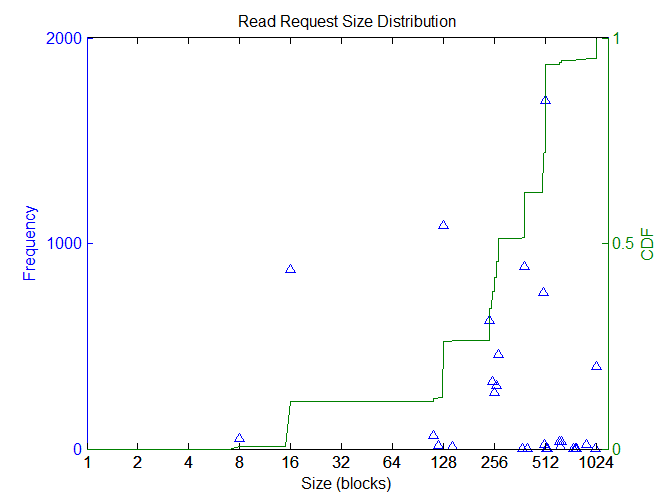 Read Request Size Distribution
2000
1000
0
Frequency
1
0.5
0
CDF
1 2 4 8 16 32 64 128 256 512 1024
Size (blocks)